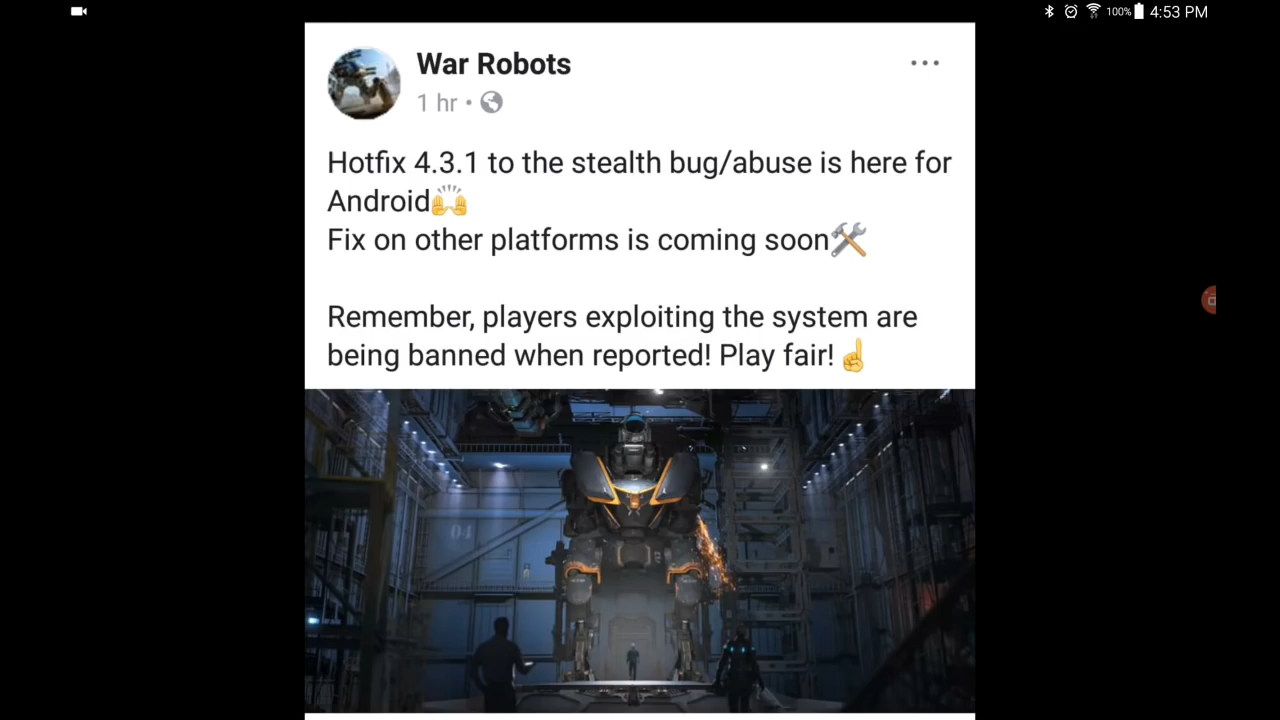 100% 4:53 PM
War Robots
1 hr •
Hotfix 4.3.1 to the stealth bug/abuse is here for
Android🙌
Fix on other platforms is coming soon🛠
Remember, players exploiting the system are
being banned when reported! Play fair!☝
04